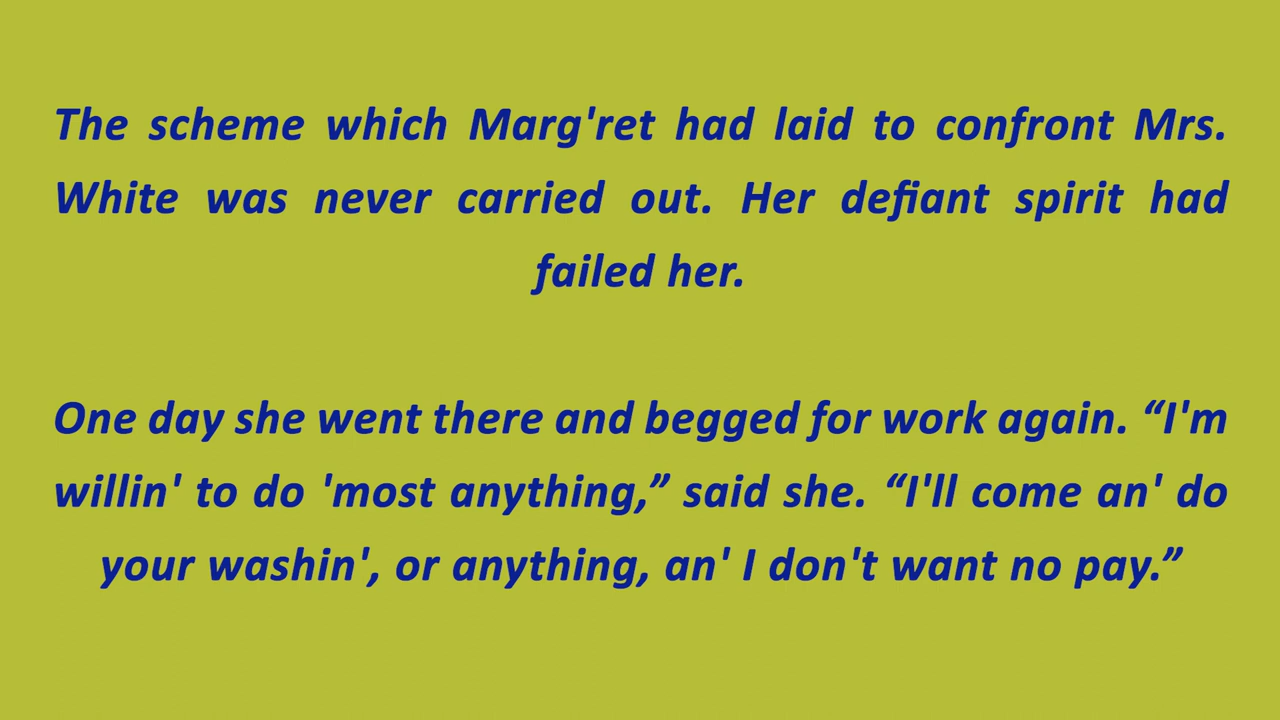 The scheme which Marg'ret had laid to confront Mrs.
White was never carried out. Her defiant spirit had
failed her.
One day she went there and begged for work again. “I'm
willin' to do 'most anything,” said she. “I'll come an' do
your washin', or anything, an' I don't want no pay.”